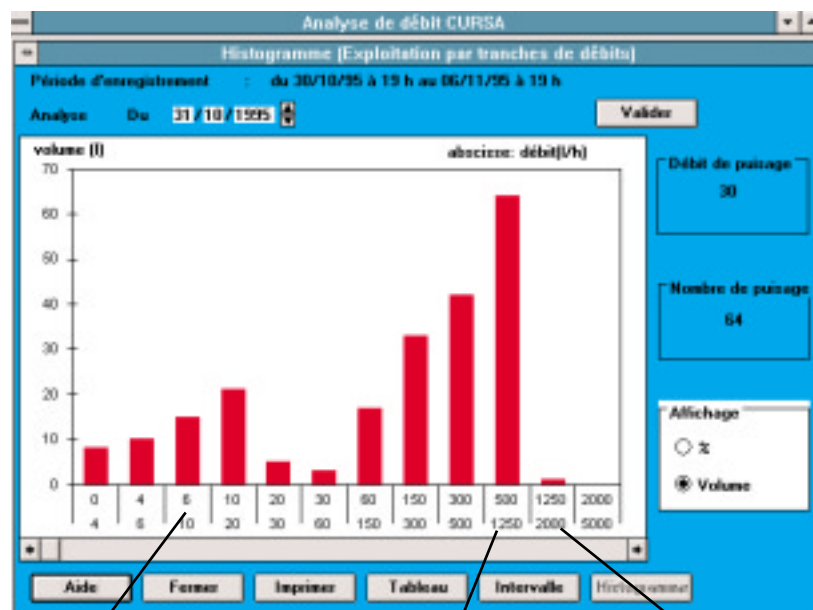 Analyse de débit CURSA
Histogramme (Exploitation par tranches de débits)
Période d'enregistrement : du 30/10/95 à 19 h au 06/11/95 à 19 h
Analyse Du 31/10/1995 Valider
volume (l) abscisse: débit(l/h)
70
60
50
40
30
20
10
0
0 4 6 10 20 30 60 150 300 500 1250 2000
4 6 10 20 30 60 150 300 500 1250 2000 5000
Débit de puisage
30
Nombre de puisage
64
Affichage
%
Volume
Aide Fermer Imprimer Tableau Intervalle Histogramme